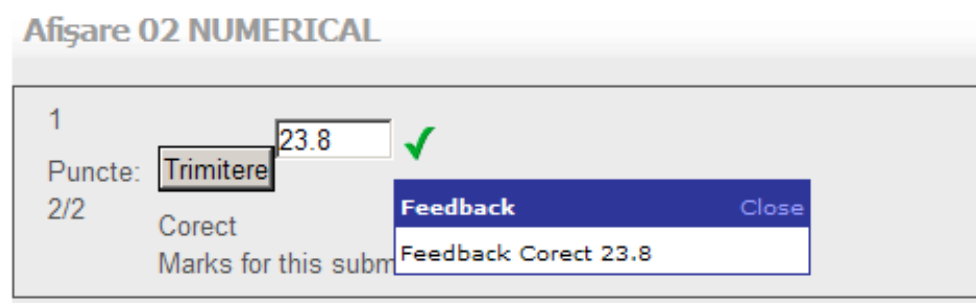 Afişare 02 NUMERICAL
1
23.8
Puncte:
Trimitere
2/2
Corect
Marks for this subm
Feedback Close
Feedback Corect 23.8